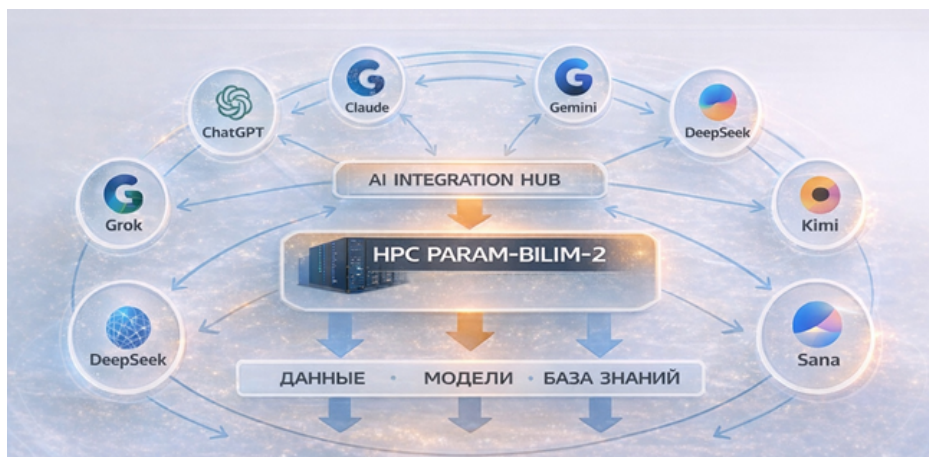 Claude
Gemini
ChatGPT
DeepSeek
AI INTEGRATION HUB
Grok
Kimi
HPC PARAM-BILIM-2
DeepSeek
Sana
ДАННЫЕ · МОДЕЛИ · БАЗА ЗНАНИЙ